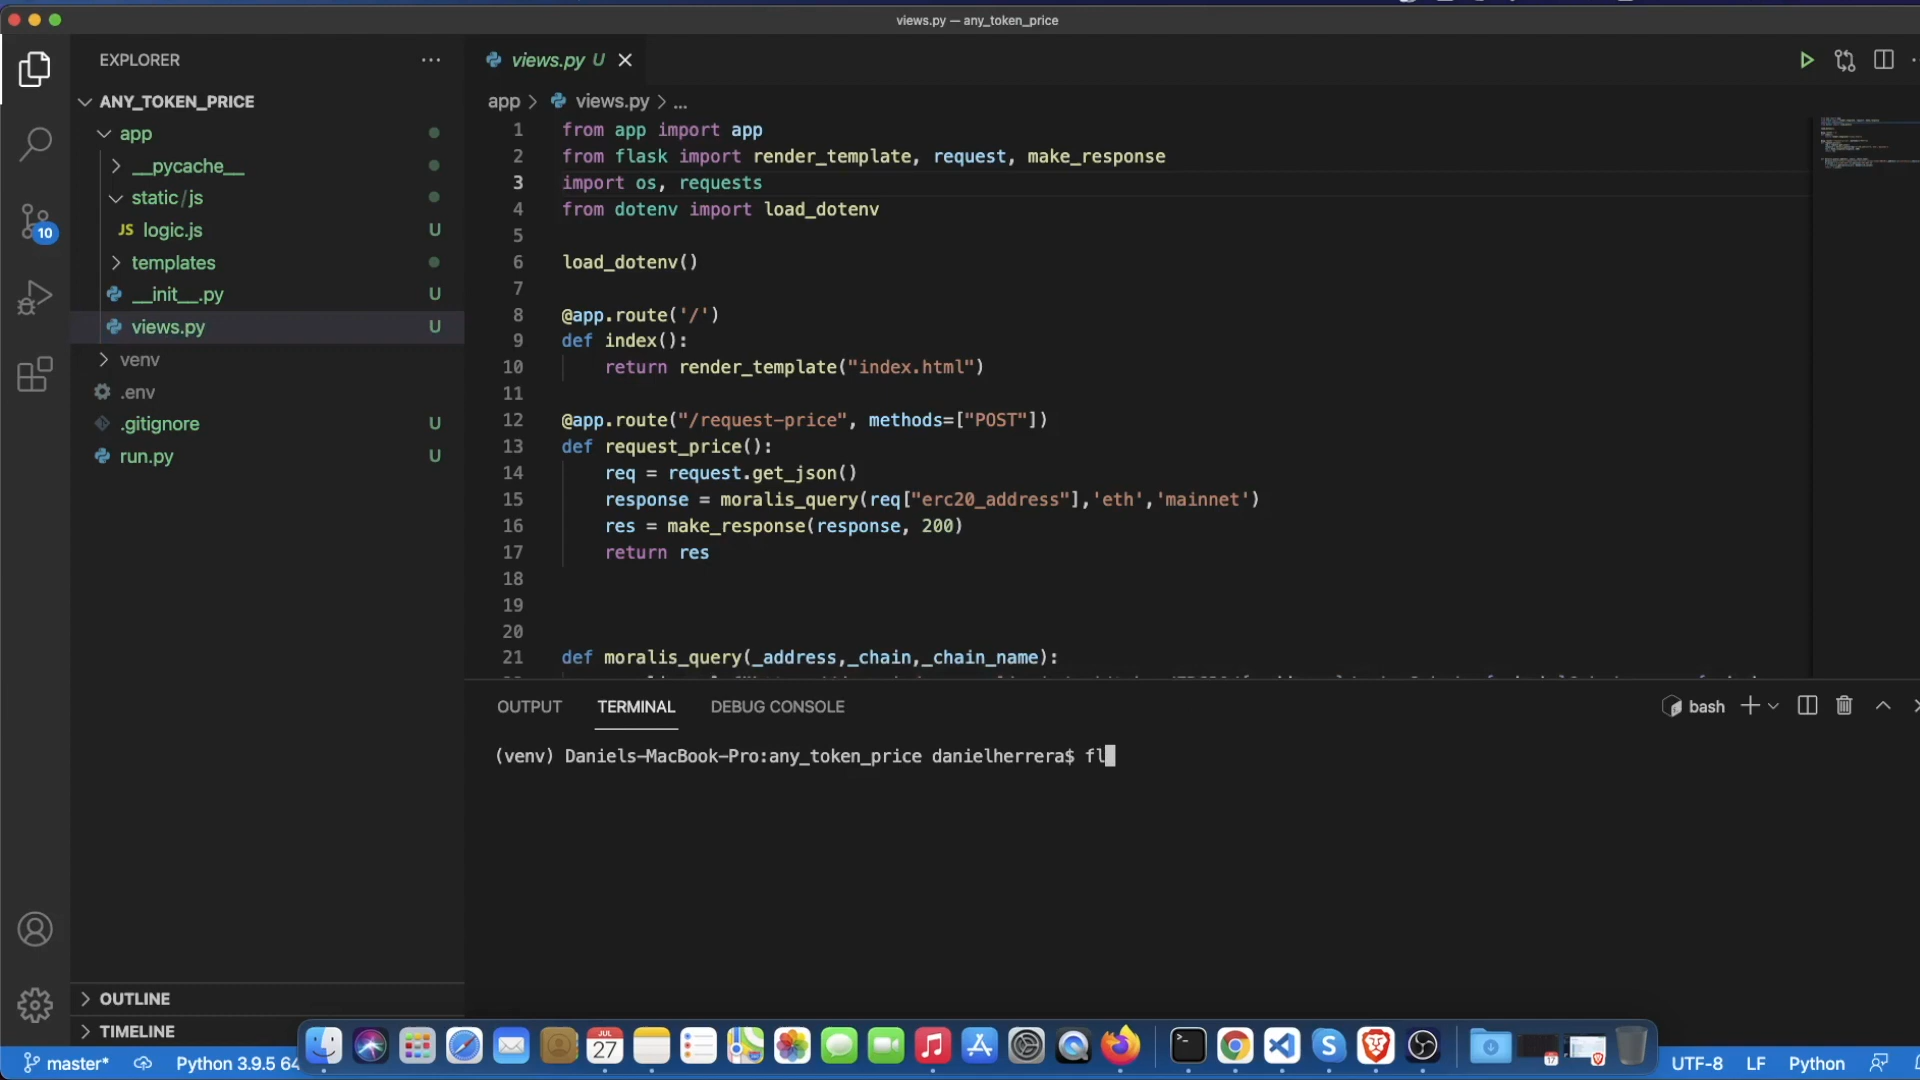 views.py — any_token_price
EXPLORER
ANY_TOKEN_PRICE
app
__pycache__
static/js
JS logic.js U
templates
__init__.py U
views.py U
venv
.env
.gitignore U
run.py U
OUTLINE
TIMELINE
10
views.py U
app > views.py > ...
1 from app import app
2 from flask import render_template, request, make_response
3 import os, requests
4 from dotenv import load_dotenv
5
6 load_dotenv()
7
8 @app.route('/')
9 def index():
10 return render_template("index.html")
11
12 @app.route("/request-price", methods=["POST"])
13 def request_price():
14 req = request.get_json()
15 response = moralis_query(req["erc20_address"],'eth','mainnet')
16 res = make_response(response, 200)
17 return res
18
19
20
21 def moralis_query(_address,_chain,_chain_name):
OUTPUT TERMINAL DEBUG CONSOLE
bash
(venv) Daniels-MacBook-Pro:any_token_price danielherrera$ fl
JUL
27
master* Python 3.9.5 64
UTF-8 LF Python